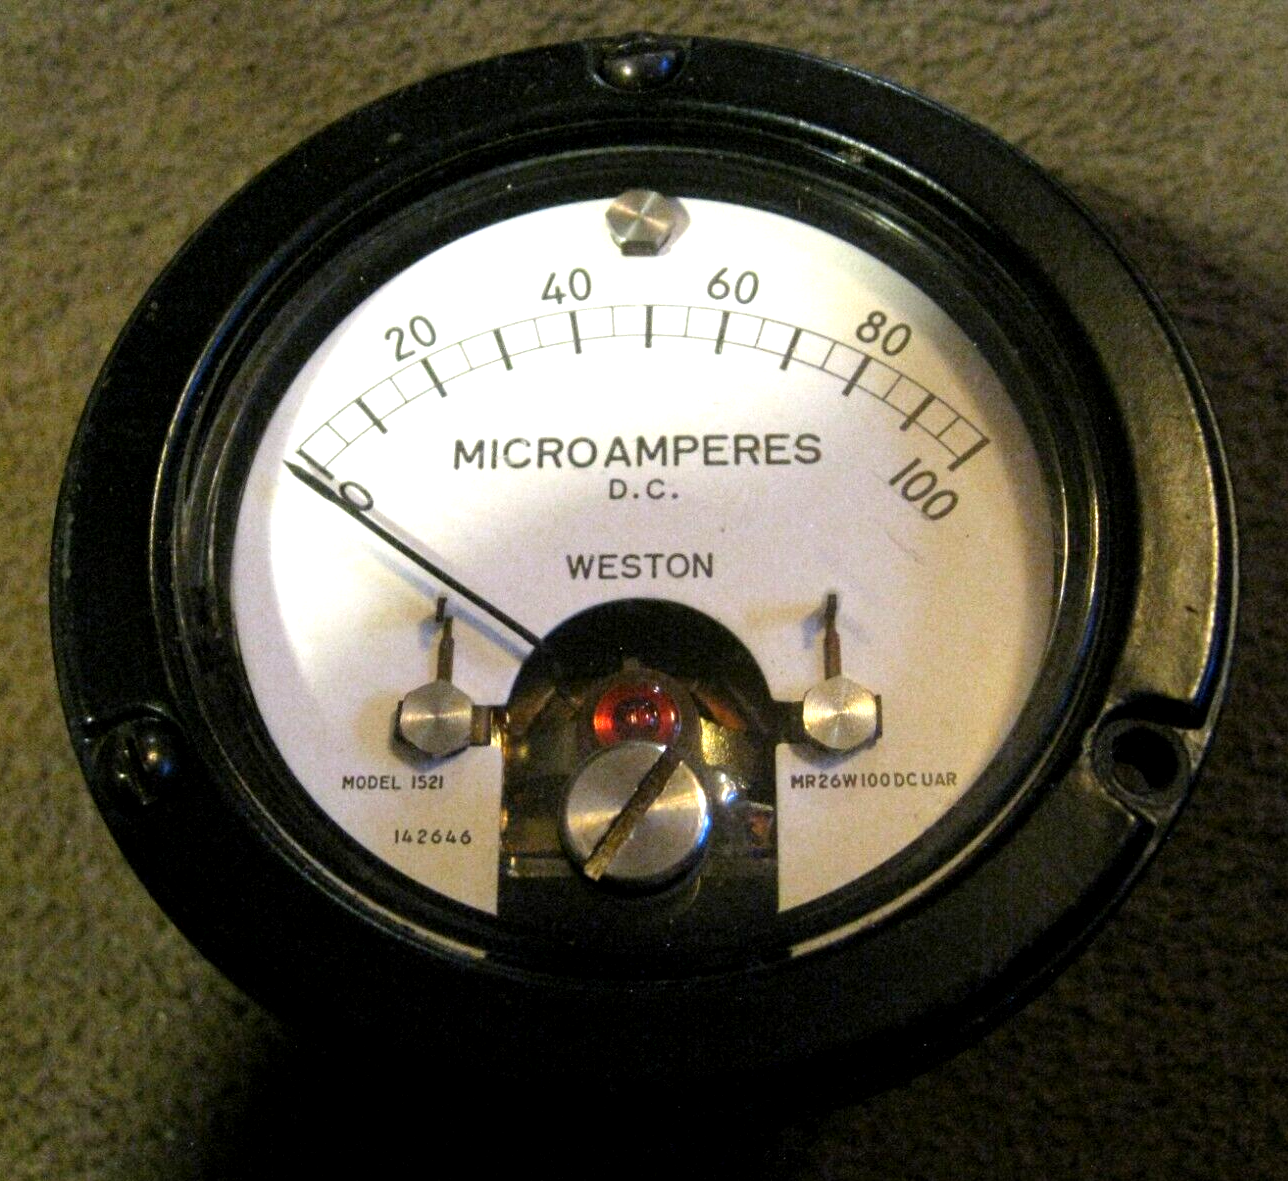 0 20 40 60 80 100
MICROAMPERES
D.C.
WESTON
MODEL 1521
MR26W100DCUAR
142646